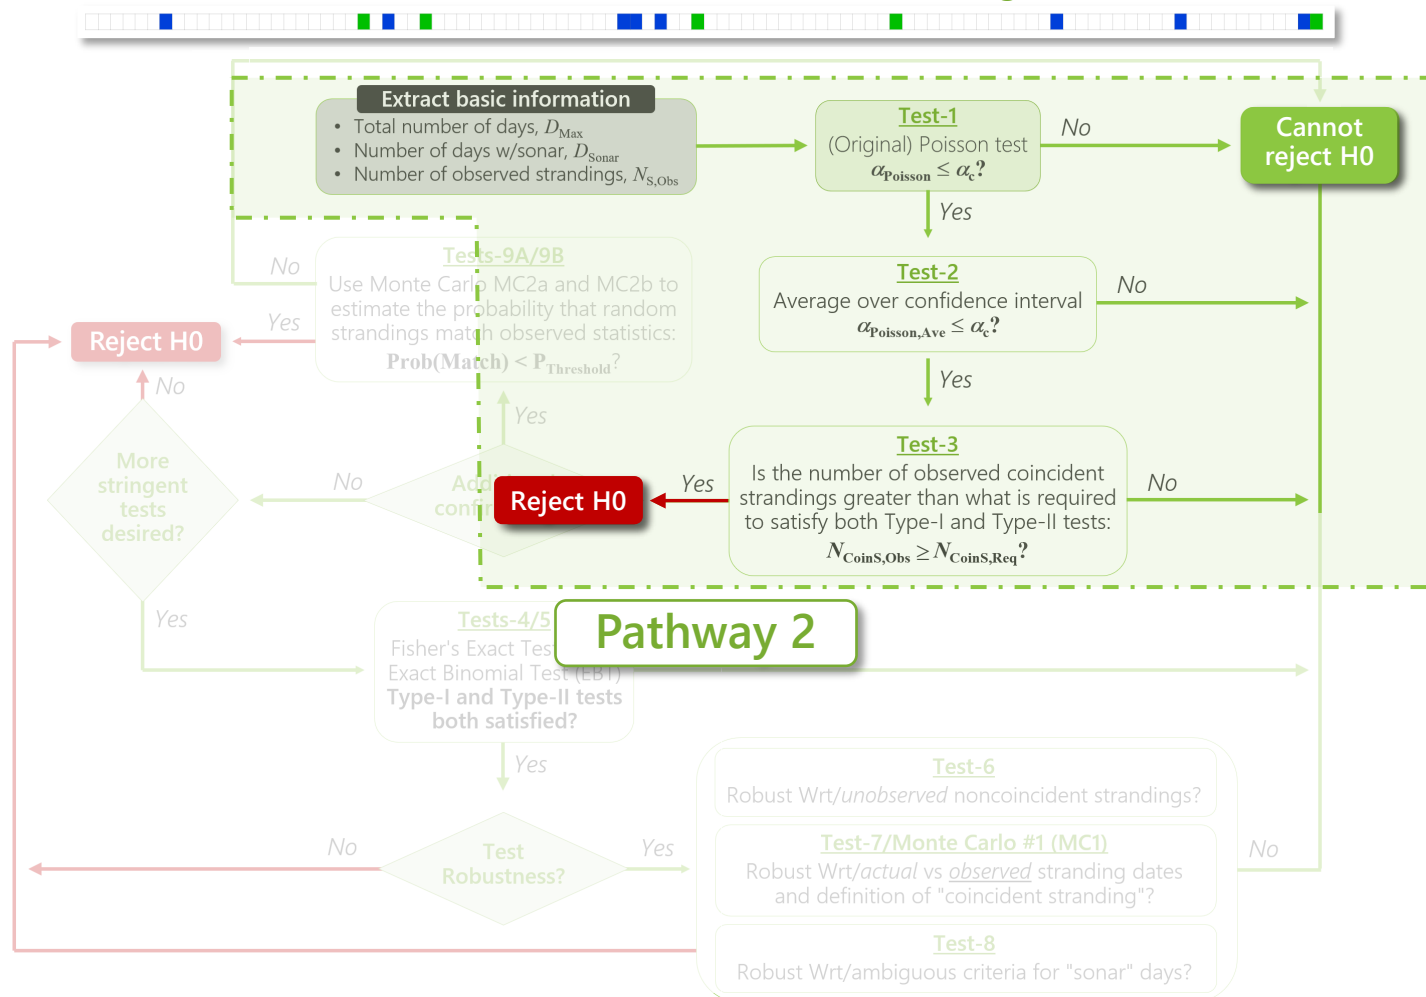 Extract basic information
• Total number of days, D_Max
• Number of days w/sonar, D_Sonar
• Number of observed strandings, N_S,Obs
Test-1
(Original) Poisson test
α_Poisson ≤ α_c?
No
Cannot
reject H0
Yes
Test-2
Average over confidence interval
α_Poisson,Ave ≤ α_c?
No
Yes
Test-3
Is the number of observed coincident
strandings greater than what is required
to satisfy both Type-I and Type-II tests:
N_CoinS,Obs ≥ N_CoinS,Req?
No
Yes
Reject H0
Tests-9A/9B
Use Monte Carlo MC2a and MC2b to
estimate the probability that random
strandings match observed statistics:
Prob(Match) < P_Threshold?
No
Yes
Reject H0
No
Yes
More
stringent
tests
desired?
No
Yes
Pathway 2
Tests-4/5
Fisher's Exact Tes
Exact Binomial Test (EBT)
Type-I and Type-II tests
both satisfied?
Yes
Test
Robustness?
No
Yes
Test-6
Robust Wrt/unobserved noncoincident strandings?
Test-7/Monte Carlo #1 (MC1)
Robust Wrt/actual vs observed stranding dates
and definition of "coincident stranding"?
No
Test-8
Robust Wrt/ambiguous criteria for "sonar" days?